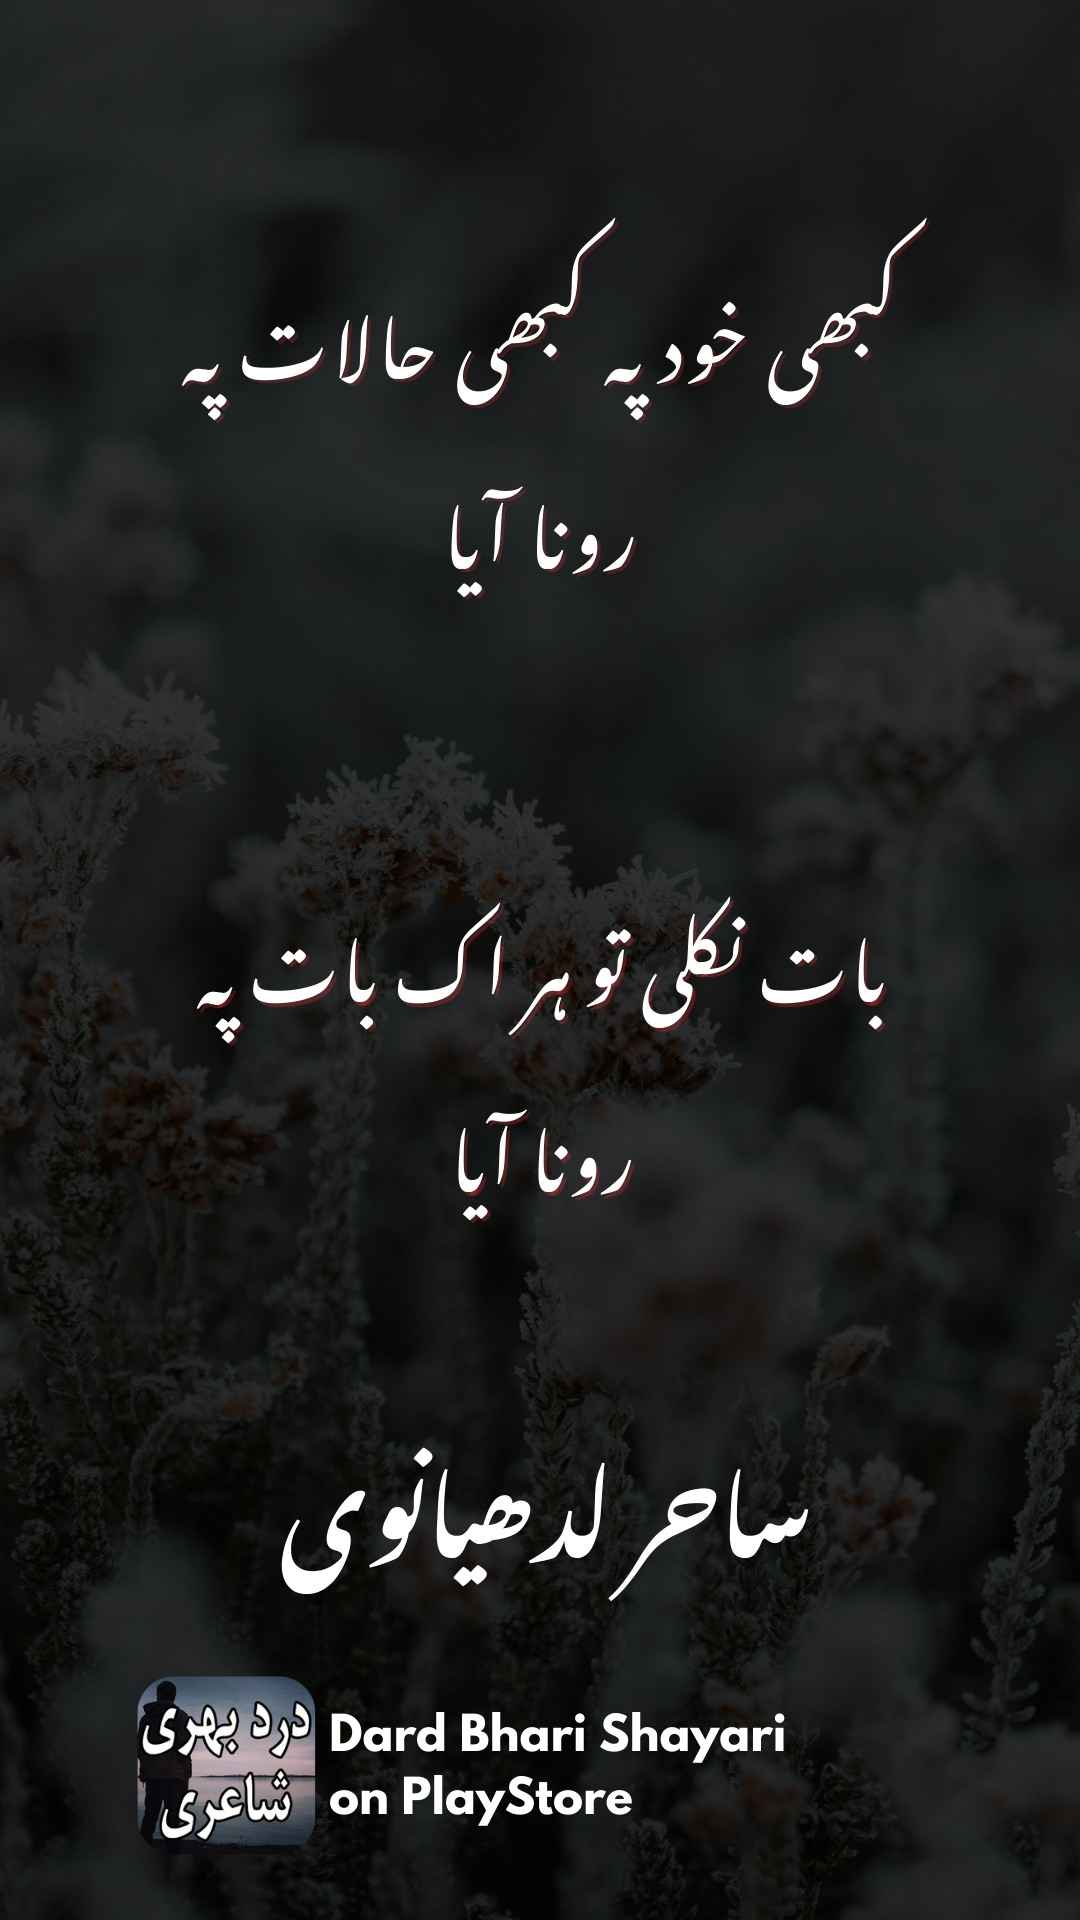 کبھی خود پہ کبھی حالات پہ
رونا آیا
بات نکلی تو ہر اک بات پہ
رونا آیا
ساحر لدھیانوی
درد بھری
شاعری
Dard Bhari Shayari
on PlayStore